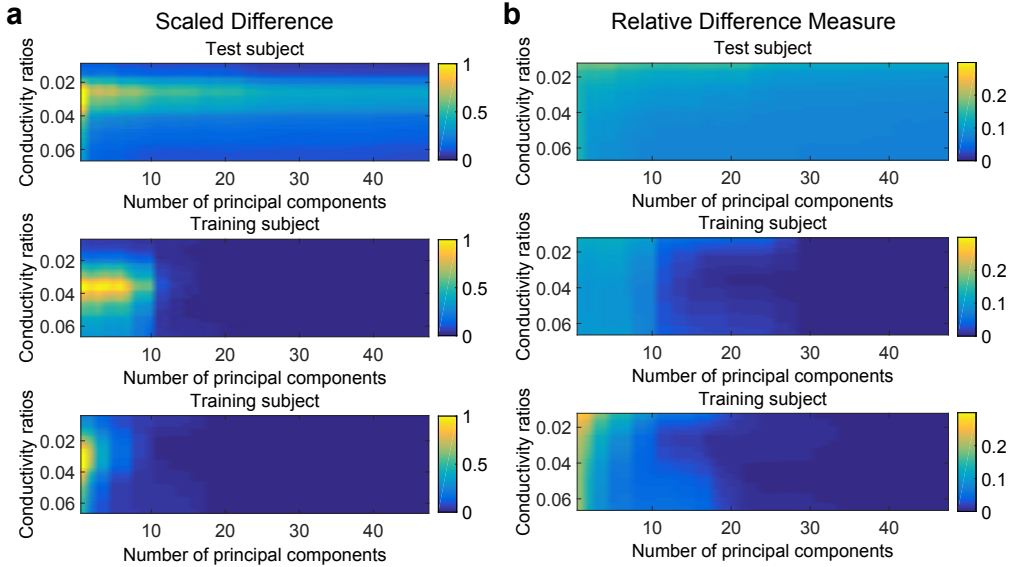 a
Scaled Difference
Test subject
Conductivity ratios
0.02
0.04
0.06
10 20 30 40
Number of principal components
1
0.5
0
Training subject
Conductivity ratios
0.02
0.04
0.06
10 20 30 40
Number of principal components
1
0.5
0
Training subject
Conductivity ratios
0.02
0.04
0.06
10 20 30 40
Number of principal components
1
0.5
0
b
Relative Difference Measure
Test subject
Conductivity ratios
0.02
0.04
0.06
10 20 30 40
Number of principal components
0.2
0.1
0
Training subject
Conductivity ratios
0.02
0.04
0.06
10 20 30 40
Number of principal components
0.2
0.1
0
Training subject
Conductivity ratios
0.02
0.04
0.06
10 20 30 40
Number of principal components
0.2
0.1
0